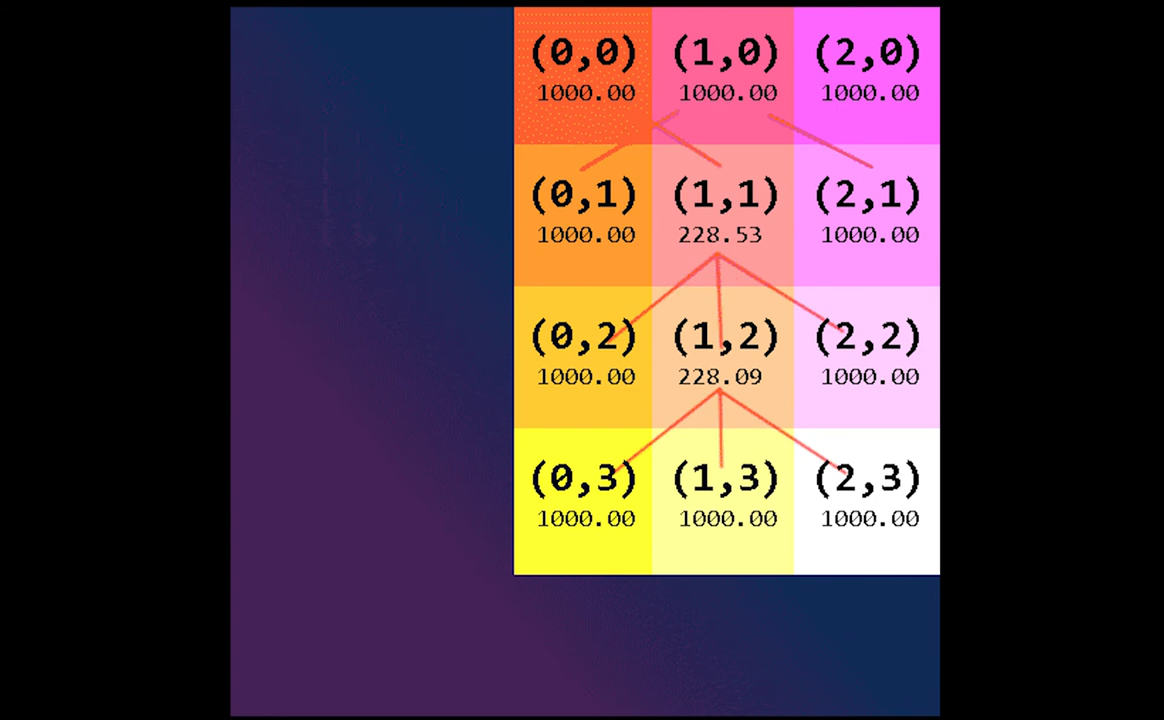 (0,0) (1,0) (2,0)
1000.00 1000.00 1000.00
(0,1) (1,1) (2,1)
1000.00 228.53 1000.00
(0,2) (1,2) (2,2)
1000.00 228.09 1000.00
(0,3) (1,3) (2,3)
1000.00 1000.00 1000.00